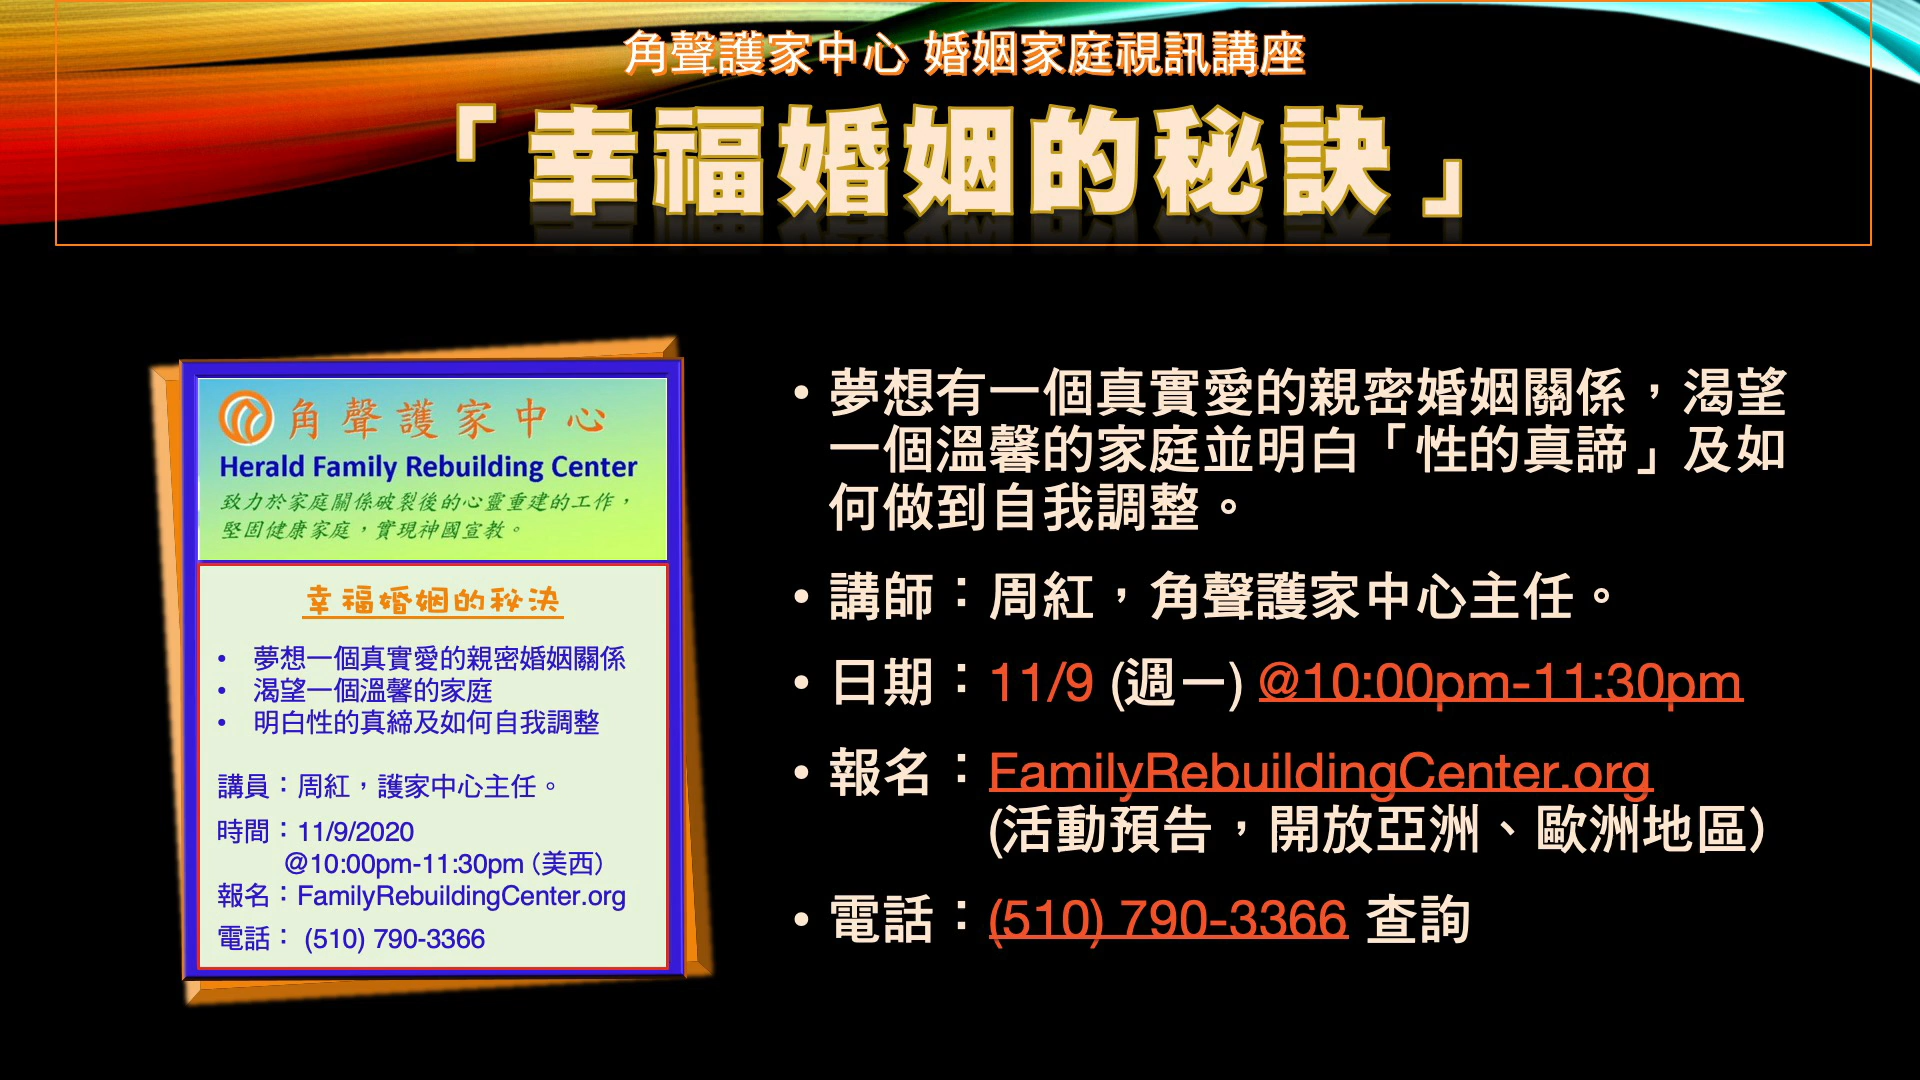 角聲護家中心 婚姻家庭視訊講座
「幸福婚姻的秘訣」
角聲護家中心
Herald Family Rebuilding Center
致力於家庭關係破裂後的心靈重建的工作，
堅固健康家庭，實現神國宣教。
幸福婚姻的秘決
• 夢想一個真實愛的親密婚姻關係
• 渴望一個溫馨的家庭
• 明白性的真締及如何自我調整
講員：周紅，護家中心主任。
時間：11/9/2020
@10:00pm-11:30pm (美西)
報名：FamilyRebuildingCenter.org
電話： (510) 790-3366
• 夢想有一個真實愛的親密婚姻關係，渴望
一個溫馨的家庭並明白「性的真諦」及如
何做到自我調整。
• 講師：周紅，角聲護家中心主任。
• 日期：11/9 (週一) @10:00pm-11:30pm
• 報名：FamilyRebuildingCenter.org
(活動預告，開放亞洲、歐洲地區)
• 電話：(510) 790-3366 查詢